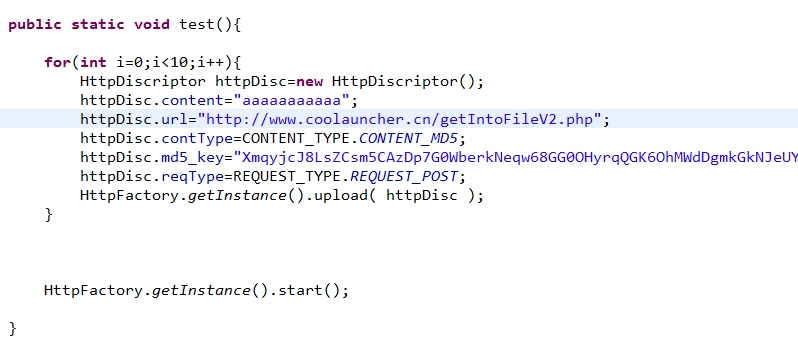 public static void test(){
for(int i=0;i<10;i++){
HttpDiscriptor httpDisc=new HttpDiscriptor();
httpDisc.content="aaaaaaaaaaa";
httpDisc.url="http://www.coolauncher.cn/getIntoFileV2.php";
httpDisc.contType=CONTENT_TYPE.CONTENT_MD5;
httpDisc.md5_key="XmqyjcJ8LsZCsm5CAzDp7G0WberkNeqw68GG0OHyrqQGK6OhMWdDgmkGkNJeUY
httpDisc.reqType=REQUEST_TYPE.REQUEST_POST;
HttpFactory.getInstance().upload( httpDisc );
}
HttpFactory.getInstance().start();
}